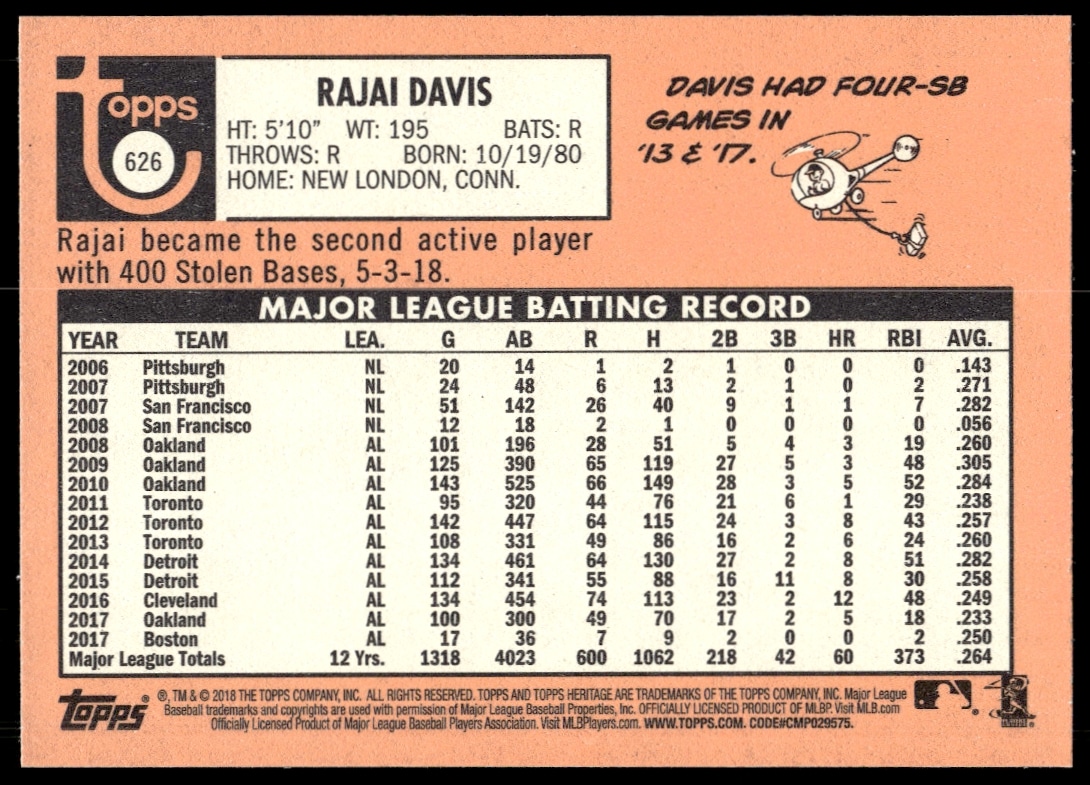 topps
626
RAJAI DAVIS
HT: 5'10" WT: 195 BATS: R
THROWS: R BORN: 10/19/80
HOME: NEW LONDON, CONN.
DAVIS HAD FOUR-SB
GAMES IN
'13 & '17.
Rajai became the second active player
with 400 Stolen Bases, 5-3-18.
MAJOR LEAGUE BATTING RECORD
YEAR TEAM LEA. G AB R H 2B 3B HR RBI AVG.
2006 Pittsburgh NL 20 14 1 2 1 0 0 0 .143
2007 Pittsburgh NL 24 48 6 13 2 1 0 2 .271
2007 San Francisco NL 51 142 26 40 9 1 1 7 .282
2008 San Francisco NL 12 18 2 1 0 0 0 0 .056
2008 Oakland AL 101 196 28 51 5 4 3 19 .260
2009 Oakland AL 125 390 65 119 27 5 3 48 .305
2010 Oakland AL 143 525 66 149 28 3 5 52 .284
2011 Toronto AL 95 320 44 76 21 6 1 29 .238
2012 Toronto AL 142 447 64 115 24 3 8 43 .257
2013 Toronto AL 108 331 49 86 16 2 6 24 .260
2014 Detroit AL 134 461 64 130 27 2 8 51 .282
2015 Detroit AL 112 341 55 88 16 11 8 30 .258
2016 Cleveland AL 134 454 74 113 23 2 12 48 .249
2017 Oakland AL 100 300 49 70 17 2 5 18 .233
2017 Boston AL 17 36 7 9 2 0 0 2 .250
Major League Totals 12 Yrs. 1318 4023 600 1062 218 42 60 373 .264
topps ®, TM & © 2018 THE TOPPS COMPANY, INC. ALL RIGHTS RESERVED. TOPPS AND TOPPS HERITAGE ARE TRADEMARKS OF THE TOPPS COMPANY, INC. Major League
Baseball trademarks and copyrights are used with permission of Major League Baseball Properties, Inc. OFFICIALLY LICENSED PRODUCT OF MLBP. Visit MLB.com
Officially Licensed Product of Major League Baseball Players Association. Visit MLBPlayers.com. WWW.TOPPS.COM. CODE#CMP029575.